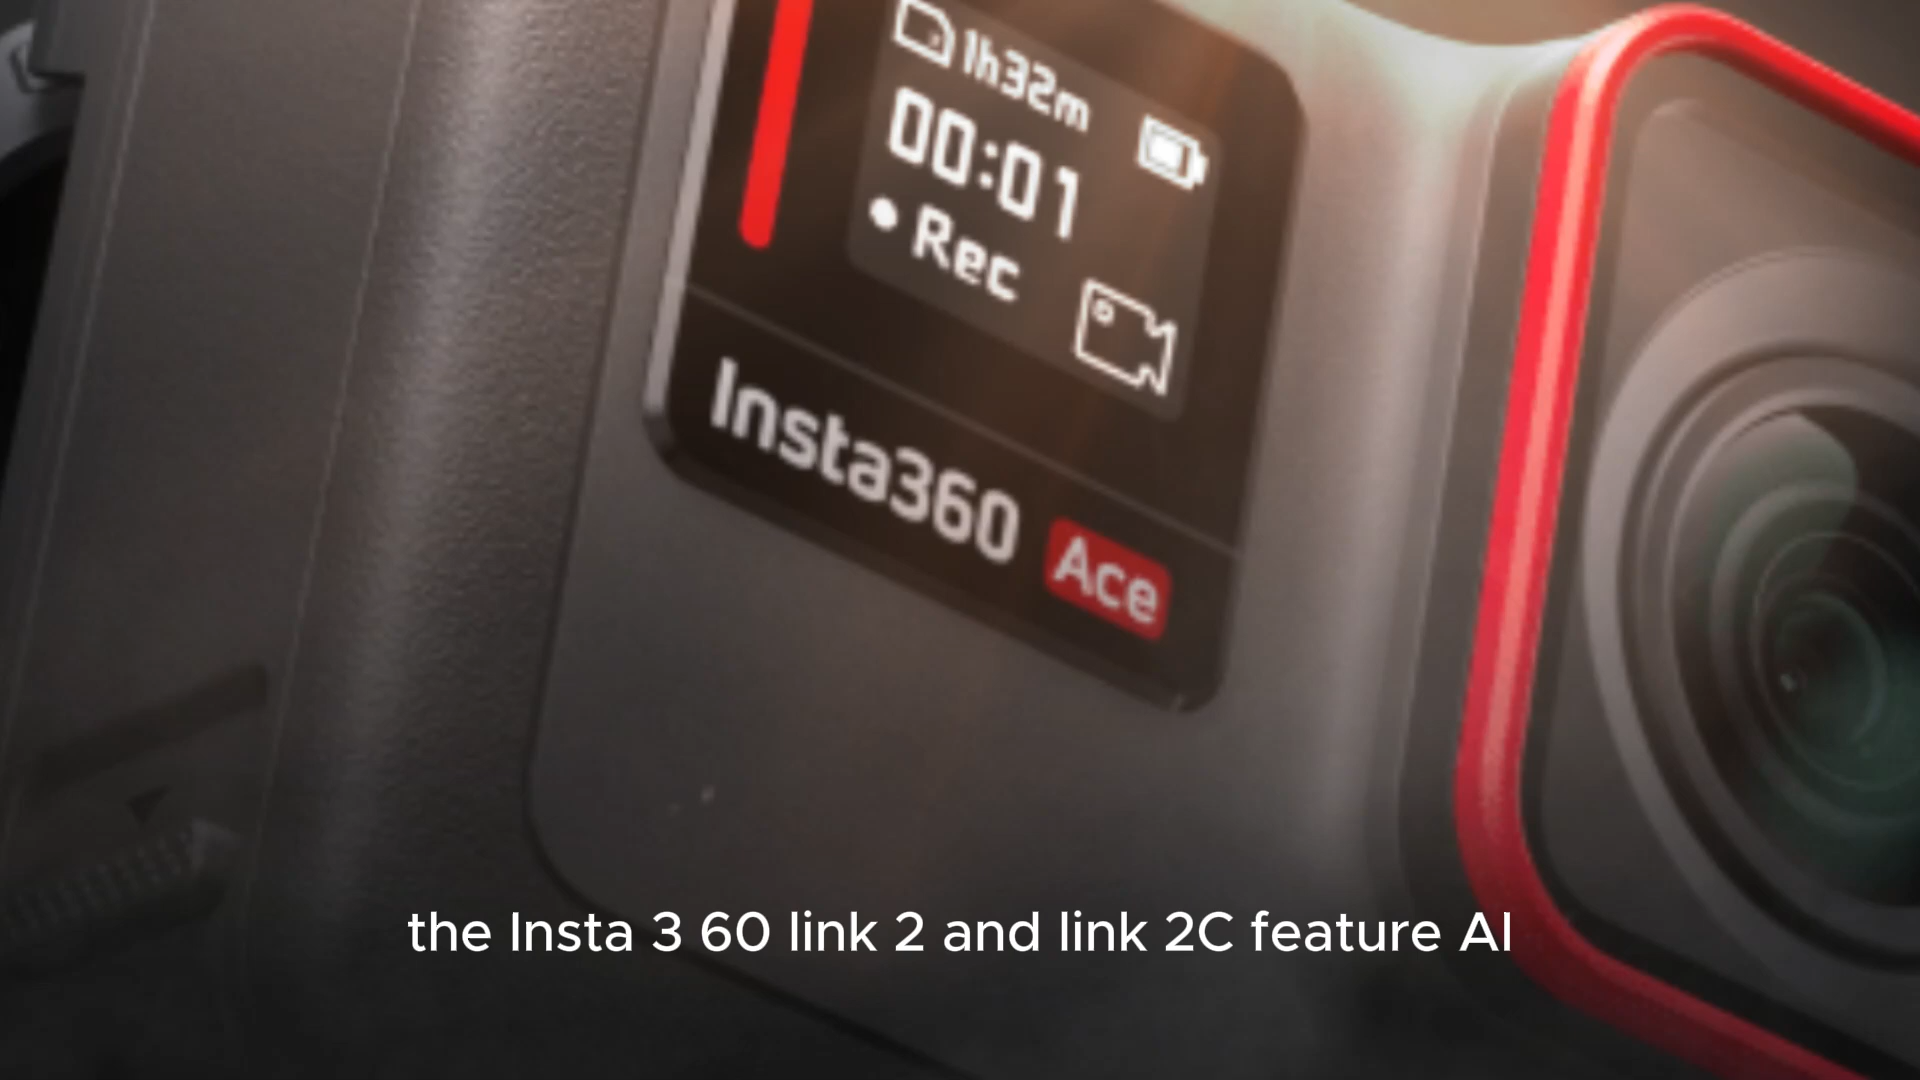 1h32m
00:01
Rec
Insta360 Ace
the Insta 3 60 link 2 and link 2C feature AI